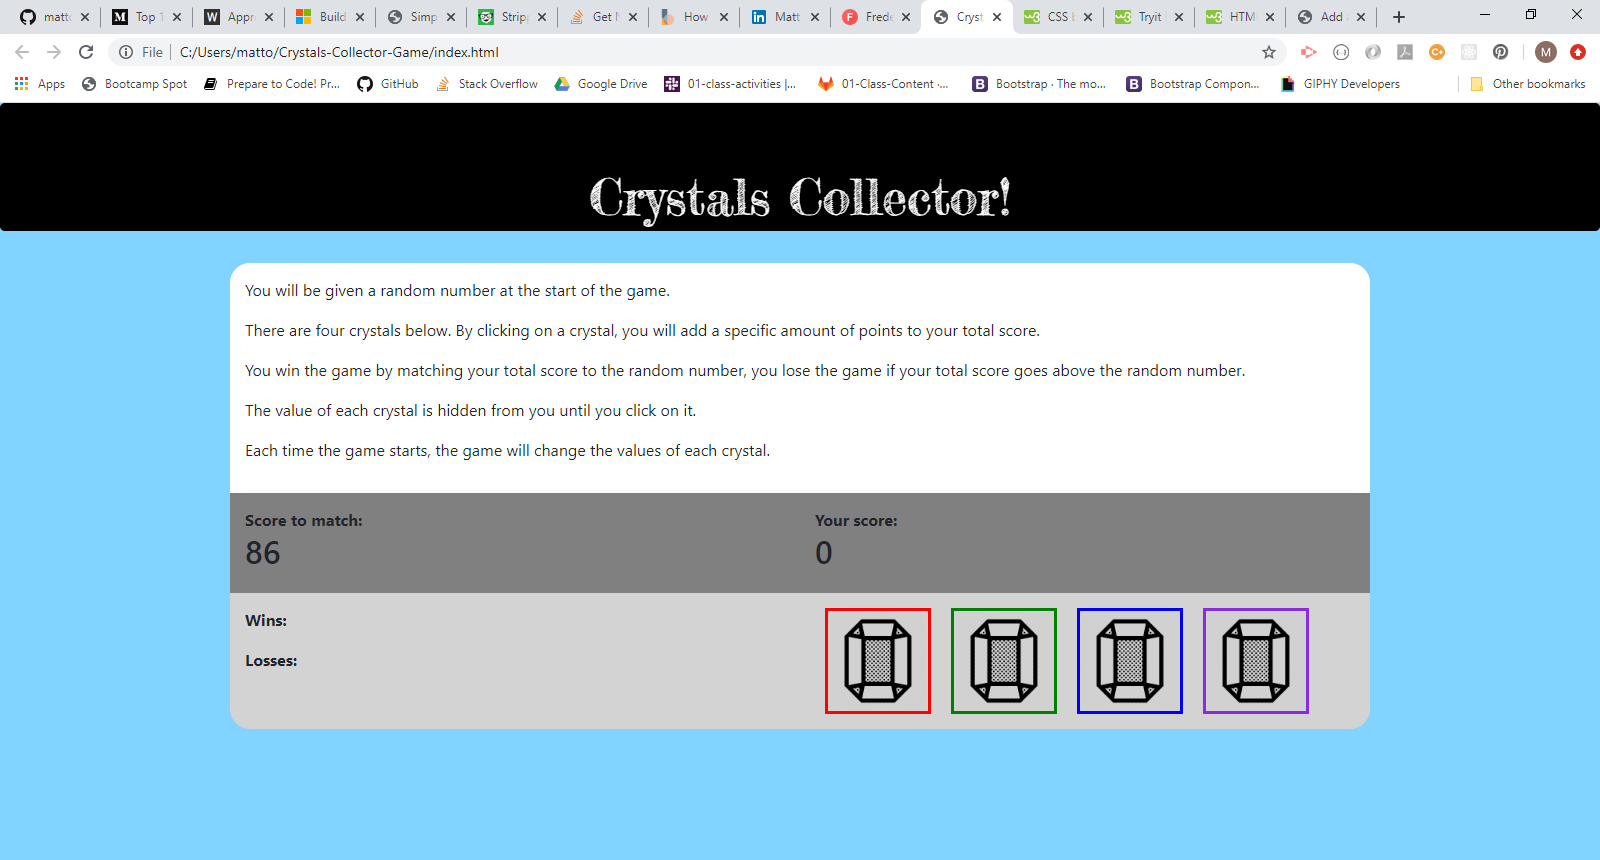 matt Top 1 Appr Build Simp Strip Get How Matt Frede Cryst CSS Tryit HTM Add
File C:/Users/matto/Crystals-Collector-Game/index.html M
Apps Bootcamp Spot Prepare to Code! Pr... GitHub Stack Overflow Google Drive 01-class-activities |... 01-Class-Content ·... Bootstrap · The mo... Bootstrap Compon... GIPHY Developers Other bookmarks
Crystals Collector!
You will be given a random number at the start of the game.
There are four crystals below. By clicking on a crystal, you will add a specific amount of points to your total score.
You win the game by matching your total score to the random number, you lose the game if your total score goes above the random number.
The value of each crystal is hidden from you until you click on it.
Each time the game starts, the game will change the values of each crystal.
Score to match: Your score:
86 0
Wins:
Losses: